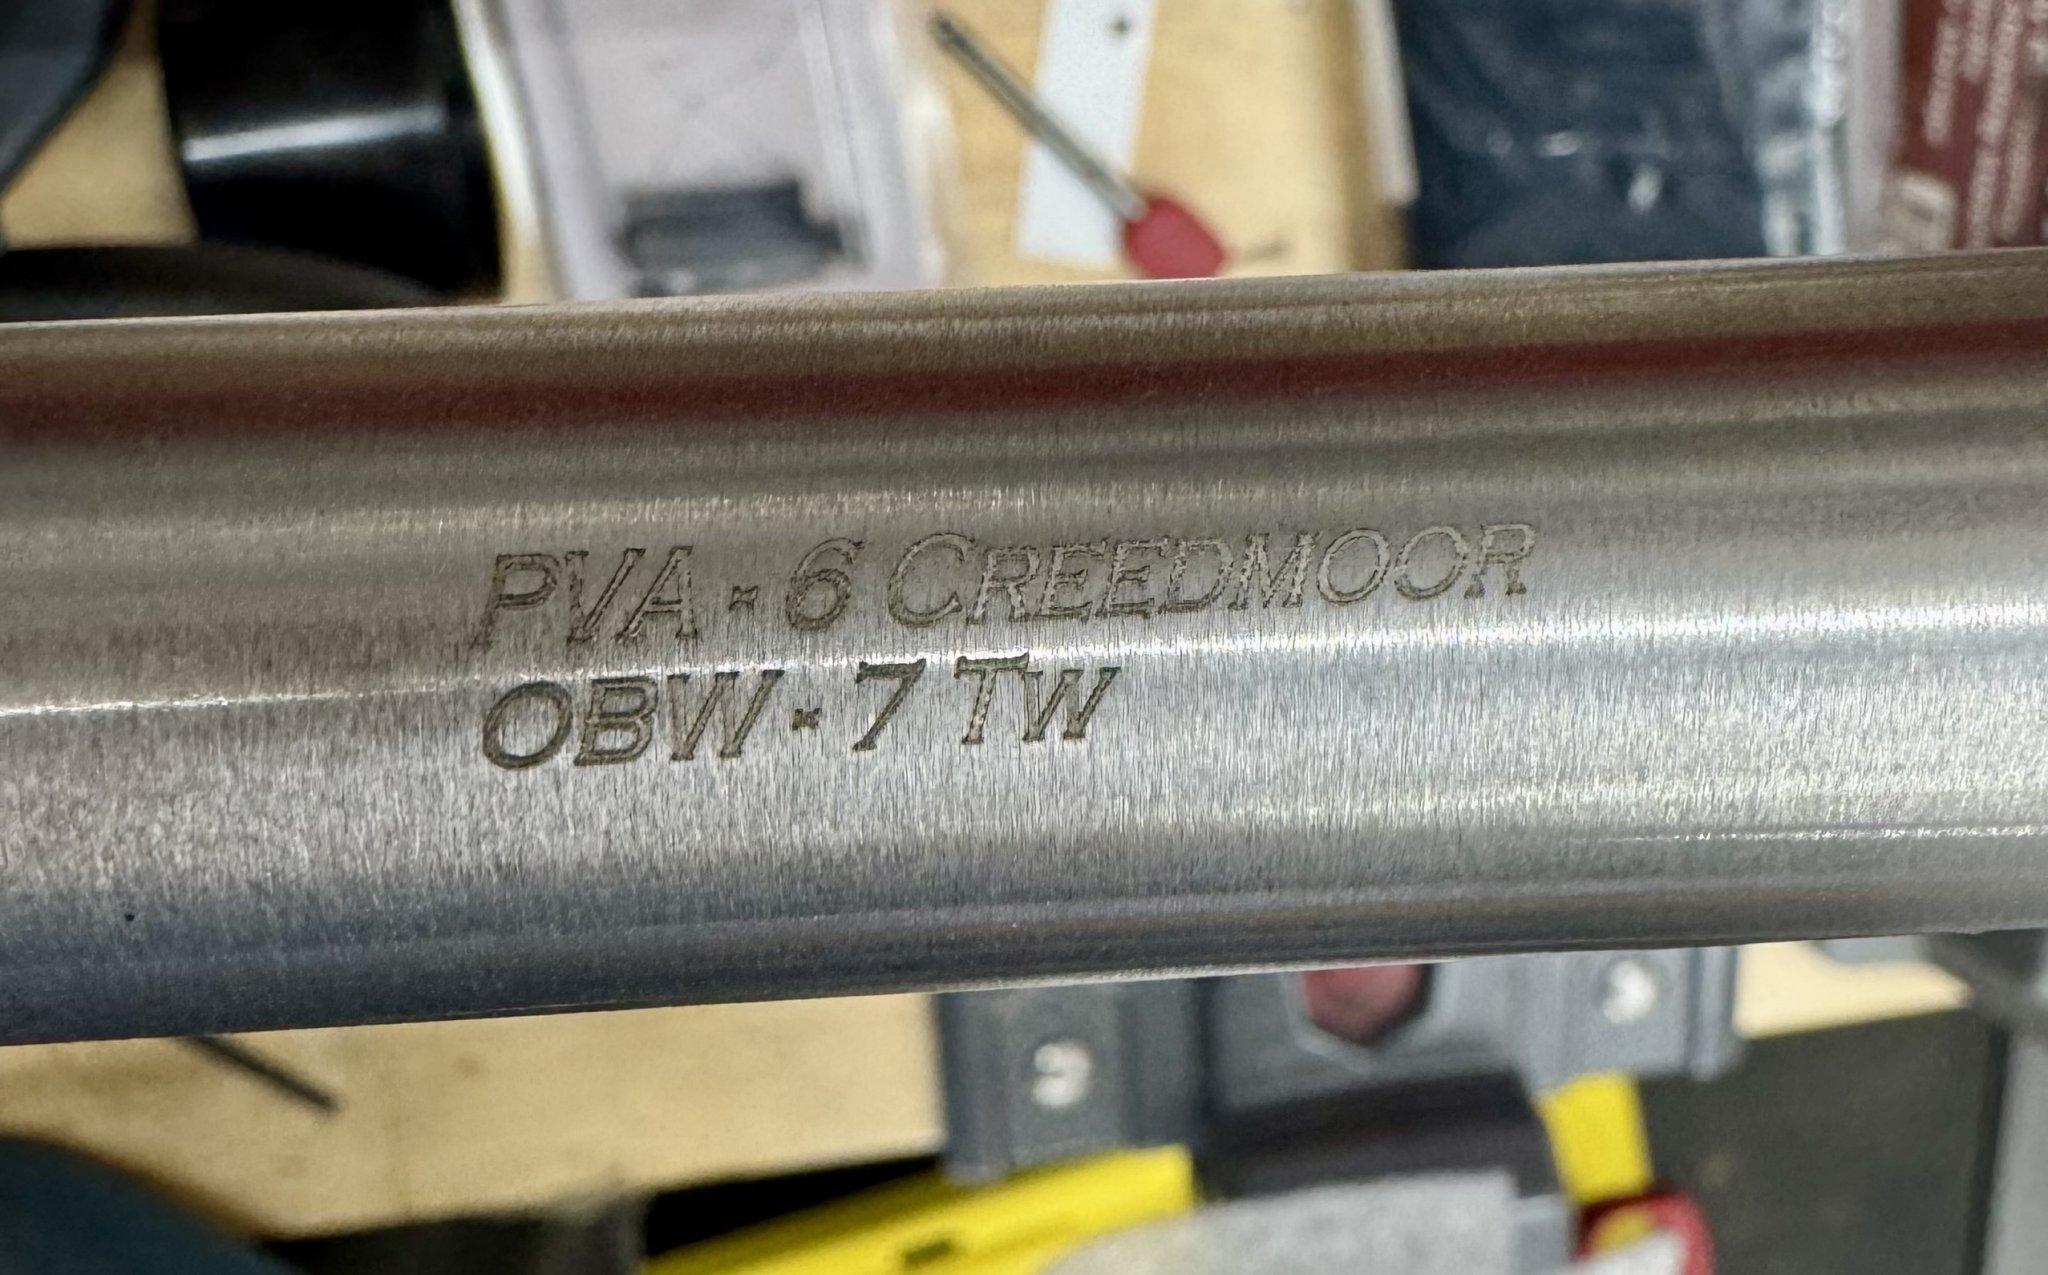 PVA · 6 CREEDMOOR
OBW · 7 TW